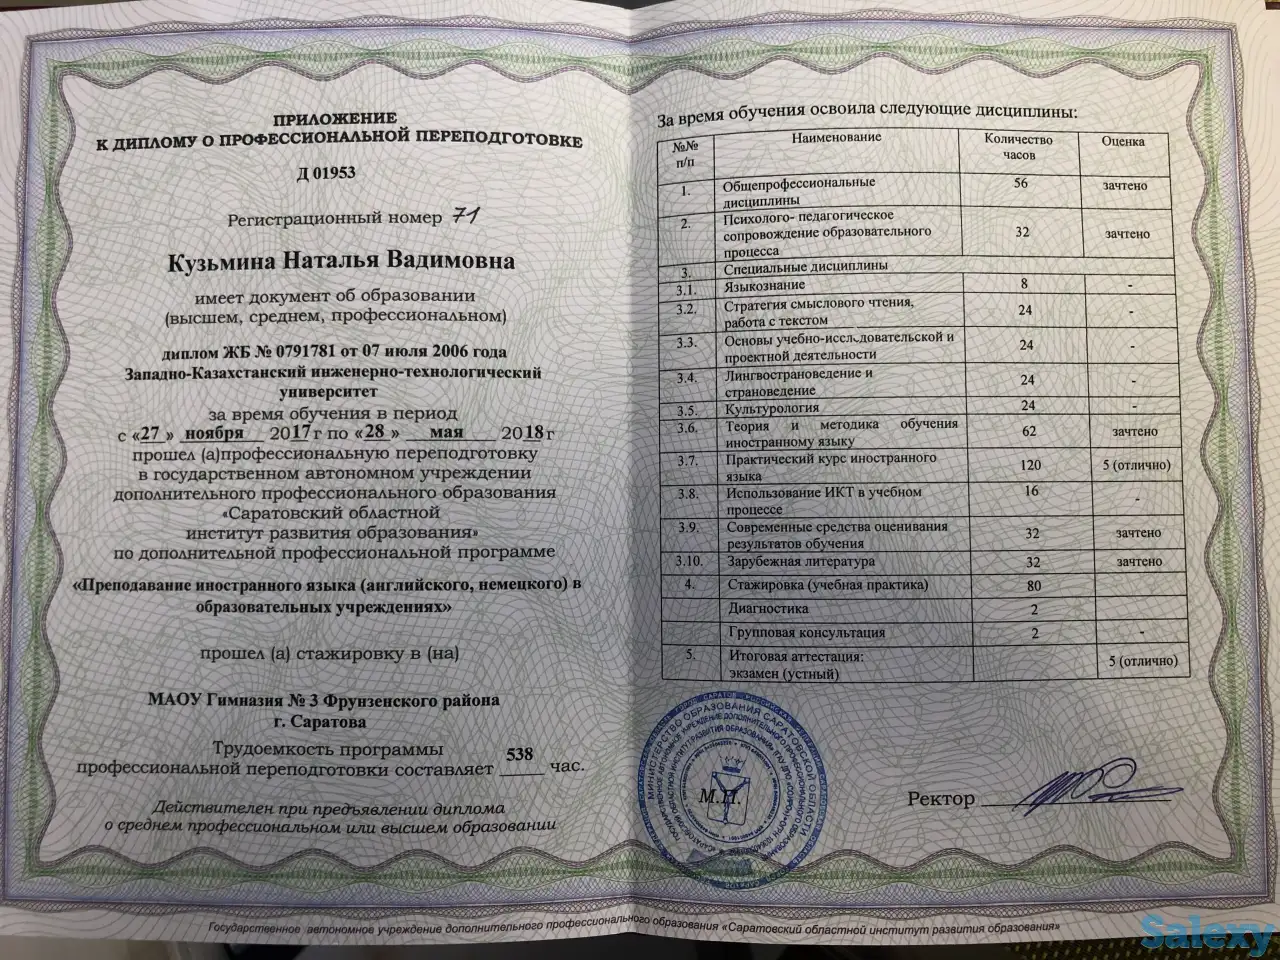 ПРИЛОЖЕНИЕ
К ДИПЛОМУ О ПРОФЕССИОНАЛЬНОЙ ПЕРЕПОДГОТОВКЕ
Д 01953
Регистрационный номер 71
Кузьмина Наталья Вадимовна
имеет документ об образовании
(высшем, среднем, профессиональном)
диплом ЖБ № 0791781 от 07 июля 2006 года
Западно-Казахстанский инженерно-технологический
университет
за время обучения в период
с «27 » ноября 2017 г по «28 » мая 2018 г
прошел (а)профессиональную переподготовку
в государственном автономном учреждении
дополнительного профессионального образования
«Саратовский областной
институт развития образования»
по дополнительной профессиональной программе
«Преподавание иностранного языка (английского, немецкого) в
образовательных учреждениях»
прошел (а) стажировку в (на)
МАОУ Гимназия № 3 Фрунзенского района
г. Саратова
Трудоемкость программы
профессиональной переподготовки составляет 538 час.
Действителен при предъявлении диплома
о среднем профессиональном или высшем образовании
За время обучения освоила следующие дисциплины:
№№ п/п Наименование Количество часов Оценка
1. Общепрофессиональные 56 зачтено
дисциплины
2. Психолого- педагогическое
сопровождение образовательного 32 зачтено
процесса
3. Специальные дисциплины
3.1. Языкознание 8 -
3.2. Стратегия смыслового чтения, 24 -
работа с текстом
3.3. Основы учебно-исследовательской и 24 -
проектной деятельности
3.4. Лингвострановедение и 24 -
страноведение
3.5. Культурология 24 -
3.6. Теория и методика обучения 62 зачтено
иностранному языку
3.7. Практический курс иностранного 120 5 (отлично)
языка
3.8. Использование ИКТ в учебном 16 -
процессе
3.9. Современные средства оценивания 32 зачтено
результатов обучения
3.10. Зарубежная литература 32 зачтено
4. Стажировка (учебная практика) 80
Диагностика 2
Групповая консультация 2 -
5. Итоговая аттестация: 5 (отлично)
экзамен (устный)
МИНИСТЕРСТВО ОБРАЗОВАНИЯ САРАТОВСКОЙ ОБЛАСТИ
М.П.
Ректор
Государственное автономное учреждение дополнительного профессионального образования «Саратовский областной институт развития образования»
Salexy